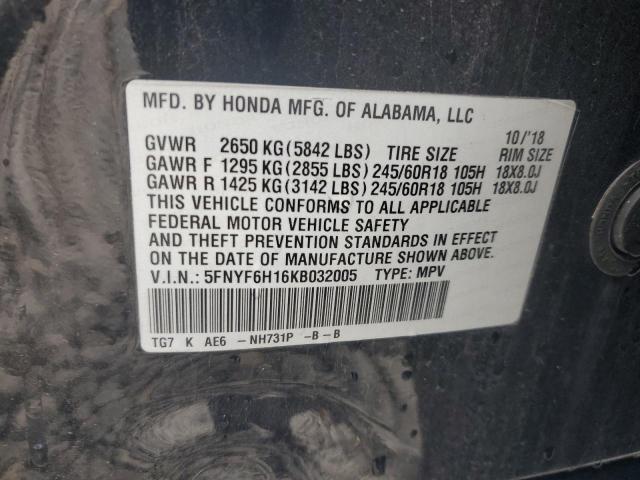 MFD. BY HONDA MFG. OF ALABAMA, LLC
10/'18
GVWR 2650 KG(5842 LBS) TIRE SIZE RIM SIZE
GAWR F 1295 KG(2855 LBS)245/60R18 105H 18X8.0J
GAWR R 1425 KG(3142 LBS)245/60R18 105H 18X8.0J
THIS VEHICLE CONFORMS TO ALL APPLICABLE
FEDERAL MOTOR VEHICLE SAFETY
AND THEFT PREVENTION STANDARDS IN EFFECT
ON THE DATE OF MANUFACTURE SHOWN ABOVE.
V.I.N.: 5FNYF6H16KB032005 TYPE: MPV
TG7 K AE6 -NH731P -B-B